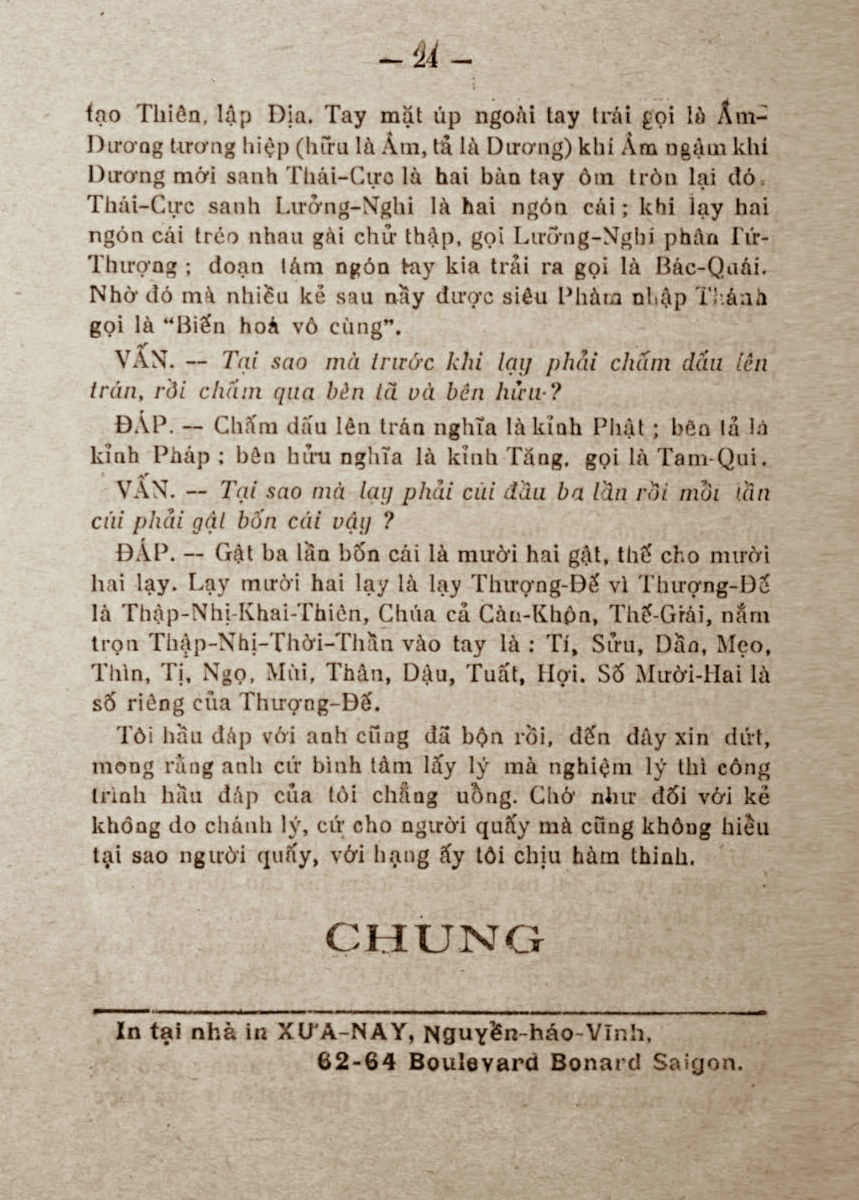 — 24 —
tạo Thiên, lập Địa. Tay mặt úp ngoài tay trái gọi là Âm-
Dương tương hiệp (hữu là Âm, tả là Dương) khí Âm ngậm khí
Dương mới sanh Thái-Cực là hai bàn tay ôm tròn lại đó.
Thái-Cực sanh Lưởng-Nghi là hai ngón cái ; khi lạy hai
ngón cái tréo nhau gài chử thập, gọi Lưỡng-Nghi phân Tứ-
Thượng ; đoạn tám ngón tay kia trải ra gọi là Bác-Quái.
Nhờ đó mà nhiều kẻ sau nầy được siêu Phàm nhập Thánh
gọi là “Biến hoá vô cùng”.
VẤN. — Tại sao mà trước khi lạy phải chấm dấu lên
trán, rồi chấm qua bên tã và bên hửu ?
ĐÁP. — Chấm dấu lên trán nghĩa là kỉnh Phật ; bên tả là
kỉnh Pháp ; bên hửu nghĩa là kỉnh Tăng, gọi là Tam-Qui.
VẤN. — Tại sao mà lạy phải cúi đầu ba lần rồi mỗi lần
cúi phải gật bốn cái vậy ?
ĐÁP. — Gật ba lần bốn cái là mười hai gật, thế cho mười
hai lạy. Lạy mười hai lạy là lạy Thượng-Đế vì Thượng-Đế
là Thập-Nhị-Khai-Thiên, Chúa cả Càn-Khôn, Thế-Giái, nắm
trọn Thập-Nhị-Thời-Thần vào tay là : Tí, Sửu, Dần, Mẹo,
Thìn, Tị, Ngọ, Mùi, Thân, Dậu, Tuất, Hợi. Số Mười-Hai là
số riêng của Thượng-Đế.
Tôi hầu đáp với anh cũng đã bộn rồi, đến đây xin dứt,
mong rằng anh cứ bình tâm lấy lý mà nghiệm lý thì công
trình hầu đáp của tôi chẳng uổng. Chớ như đối với kẻ
không do chánh lý, cứ cho người quấy mà cũng không hiểu
tại sao người quấy, với hạng ấy tôi chịu hàm thinh.
CHUNG
In tại nhà in XƯA-NAY, Nguyễn-háo-Vĩnh,
62-64 Boulevard Bonard Saigon.